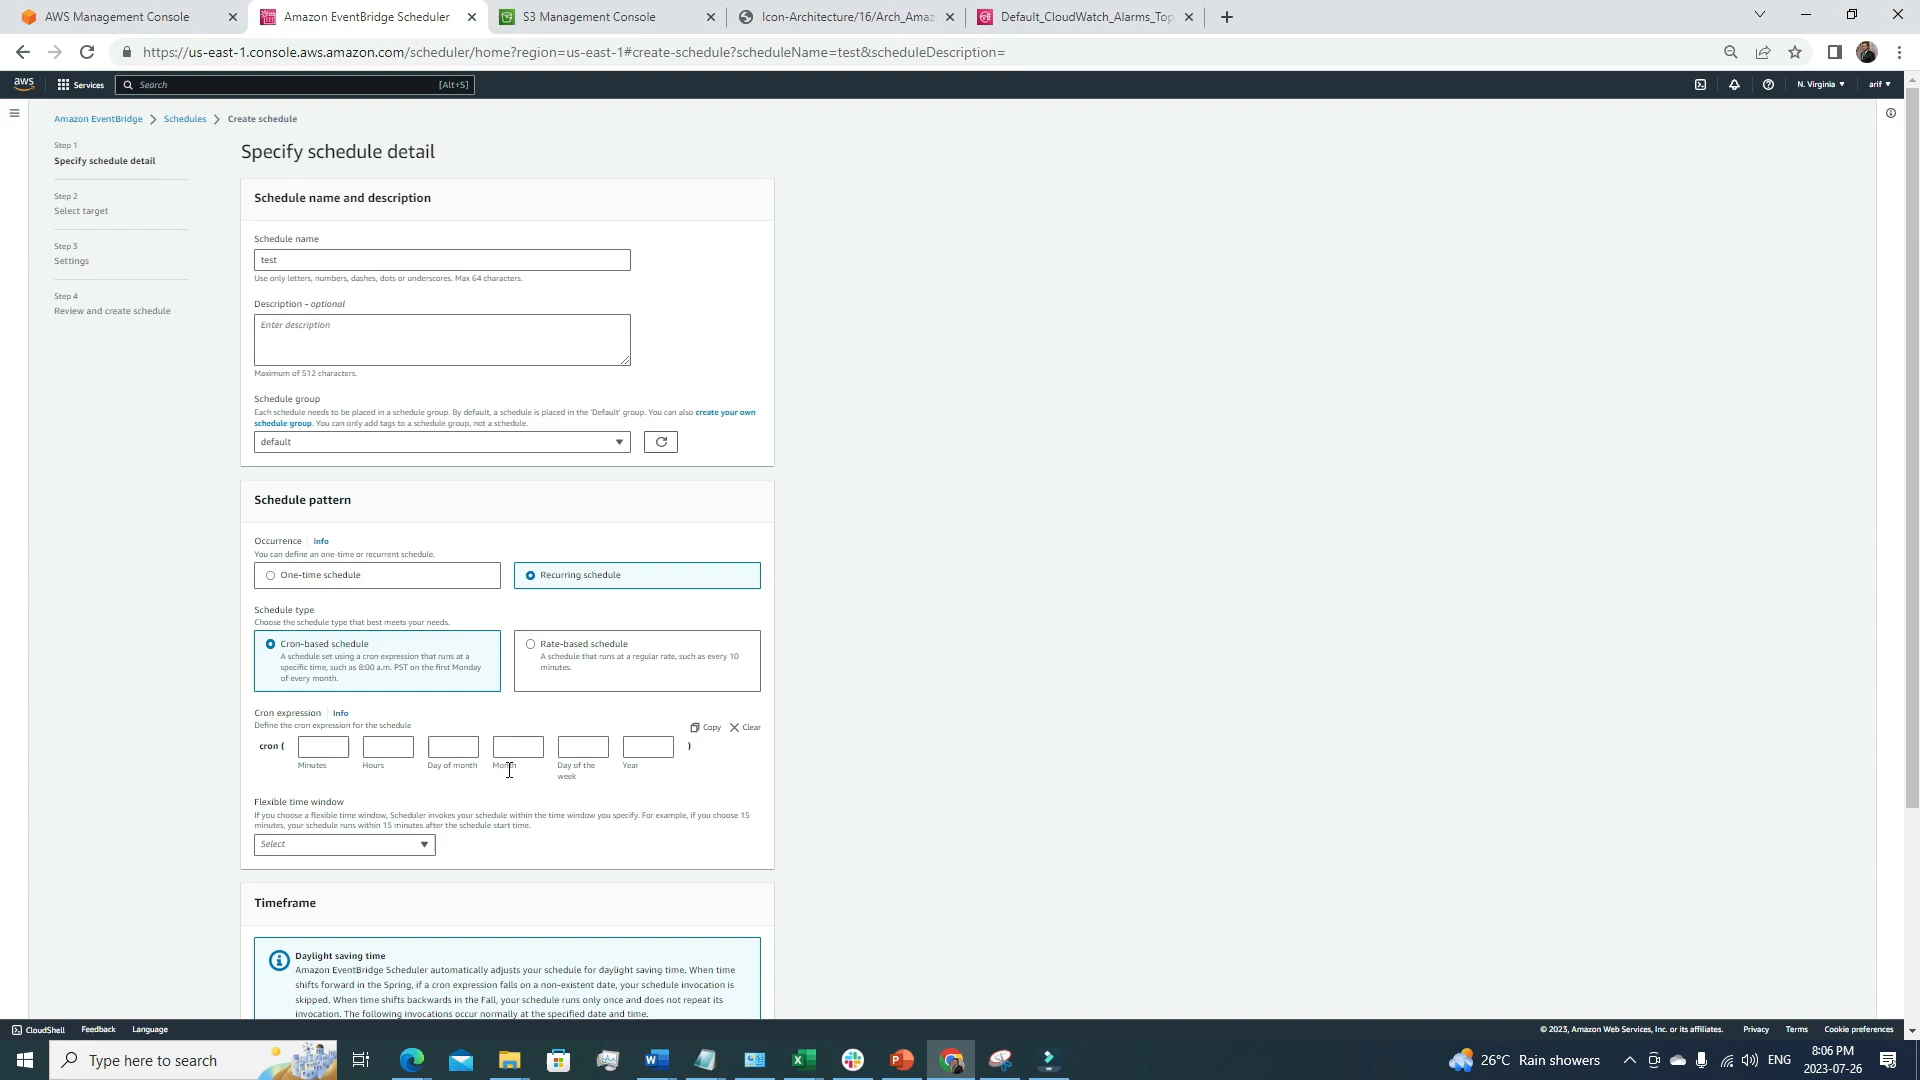 AWS Management Console
Amazon EventBridge Scheduler
S3 Management Console
Icon-Architecture/16/Arch_Amaz
Default_CloudWatch_Alarms_Top
https://us-east-1.console.aws.amazon.com/scheduler/home?region=us-east-1#create-schedule?scheduleName=test&scheduleDescription=
aws
Services
Search
[Alt+S]
N. Virginia
arif
Amazon EventBridge
Schedules
Create schedule
Step 1
Specify schedule detail
Step 2
Select target
Step 3
Settings
Step 4
Review and create schedule
Specify schedule detail
Schedule name and description
Schedule name
test
Use only letters, numbers, dashes, dots or underscores. Max 64 characters.
Description - optional
Enter description
Maximum of 512 characters.
Schedule group
Each schedule needs to be placed in a schedule group. By default, a schedule is placed in the 'Default' group. You can also create your own
schedule group. You can only add tags to a schedule group, not a schedule.
default
Schedule pattern
Occurrence Info
You can define an one-time or recurrent schedule.
One-time schedule
Recurring schedule
Schedule type
Choose the schedule type that best meets your needs.
Cron-based schedule
A schedule set using a cron expression that runs at a
specific time, such as 8:00 a.m. PST on the first Monday
of every month.
Rate-based schedule
A schedule that runs at a regular rate, such as every 10
minutes.
Cron expression Info
Define the cron expression for the schedule
Copy
Clear
cron (
)
Minutes
Hours
Day of month
Month
Day of the
week
Year
Flexible time window
If you choose a flexible time window, Scheduler invokes your schedule within the time window you specify. For example, if you choose 15
minutes, your schedule runs within 15 minutes after the schedule start time.
Select
Timeframe
Daylight saving time
Amazon EventBridge Scheduler automatically adjusts your schedule for daylight saving time. When time
shifts forward in the Spring, if a cron expression falls on a non-existent date, your schedule invocation is
skipped. When time shifts backwards in the Fall, your schedule runs only once and does not repeat its
invocation. The following invocations occur normally at the specified date and time.
CloudShell
Feedback
Language
© 2023, Amazon Web Services, Inc. or its affiliates.
Privacy
Terms
Cookie preferences
Type here to search
26°C Rain showers
ENG
8:06 PM
2023-07-26